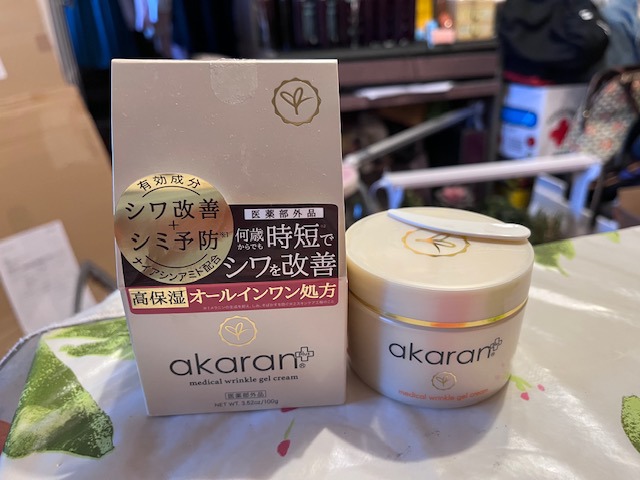 有効成分
シワ改善
+
シミ予防※1
ナイアシンアミド配合
医薬部外品
何歳からでも時短で
シワを改善
高保湿 オールインワン処方
akaran+®
medical wrinkle gel cream
医薬部外品
NET WT. 3.52oz/100g
akaran+®
medical wrinkle gel cream